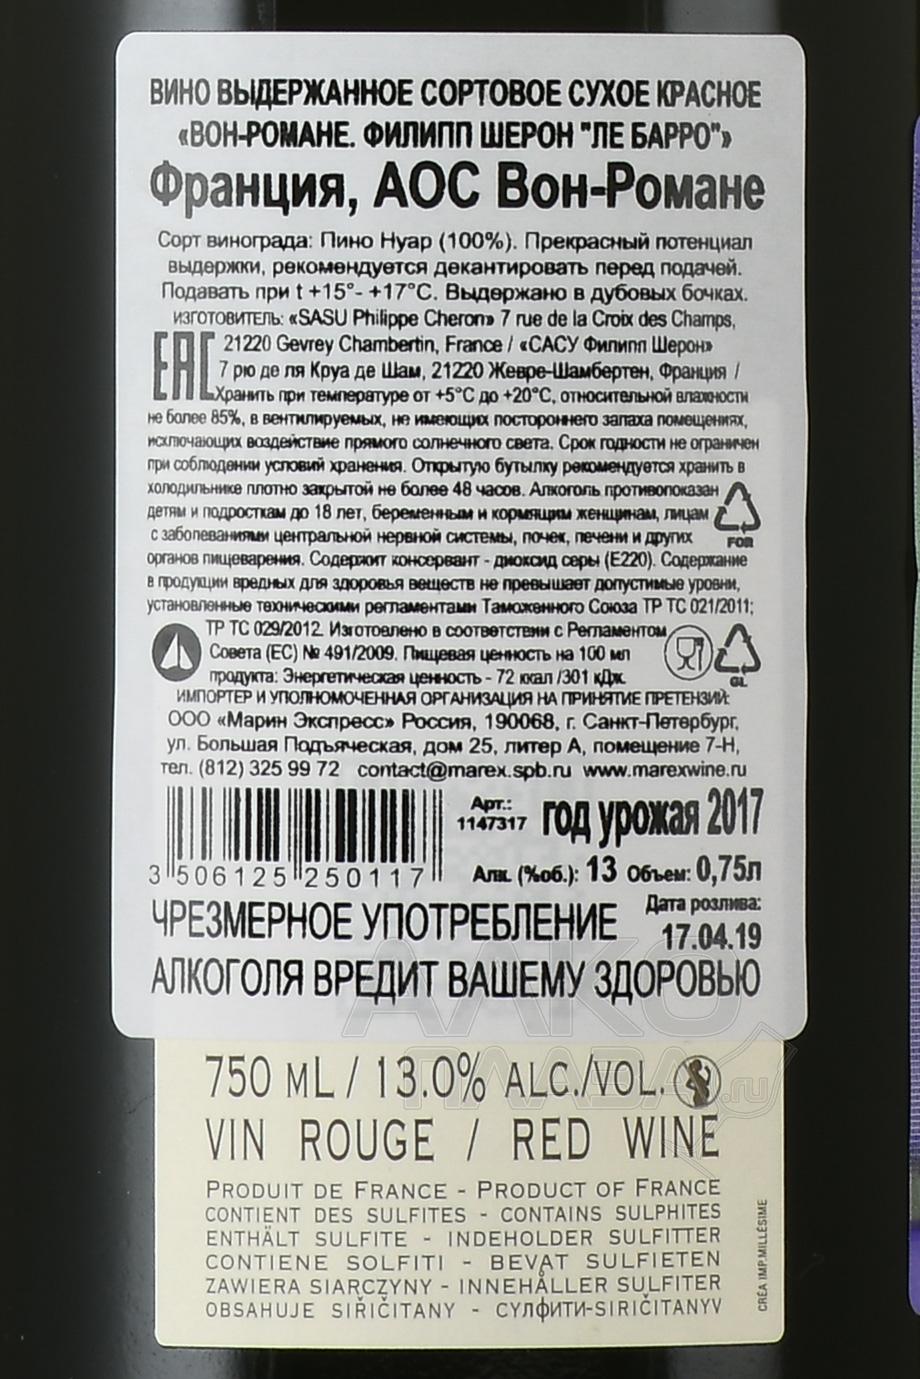 ВИНО ВЫДЕРЖАННОЕ СОРТОВОЕ СУХОЕ КРАСНОЕ
«ВОН-РОМАНЕ. ФИЛИПП ШЕРОН "ЛЕ БАРРО"»
Франция, АОС Вон-Романе
Сорт винограда: Пино Нуар (100%). Прекрасный потенциал
выдержки, рекомендуется декантировать перед подачей.
Подавать при t +15°- +17°С. Выдержано в дубовых бочках.
ИЗГОТОВИТЕЛЬ: «SASU Philippe Cheron» 7 rue de la Croix des Champs,
21220 Gevrey Chambertin, France / «САСУ Филипп Шерон»
7 рю де ля Круа де Шам, 21220 Жевре-Шамбертен, Франция /
EAC
Хранить при температуре от +5°С до +20°С, относительной влажности
не более 85%, в вентилируемых, не имеющих постороннего запаха помещениях,
исключающих воздействие прямого солнечного света. Срок годности не ограничен
при соблюдении условий хранения. Открытую бутылку рекомендуется хранить в
холодильнике плотно закрытой не более 48 часов. Алкоголь противопоказан
детям и подросткам до 18 лет, беременным и кормящим женщинам, лицам
с заболеваниями центральной нервной системы, почек, печени и других
FOR
органов пищеварения. Содержит консервант - диоксид серы (Е220). Содержание
в продукции вредных для здоровья веществ не превышает допустимые уровни,
установленные техническими регламентами Таможенного Союза ТР ТС 021/2011;
ТР ТС 029/2012. Изготовлено в соответствии с Регламентом
Совета (ЕС) № 491/2009. Пищевая ценность на 100 мл
продукта: Энергетическая ценность - 72 ккал /301 кДж.
GL
ИМПОРТЕР И УПОЛНОМОЧЕННАЯ ОРГАНИЗАЦИЯ НА ПРИНЯТИЕ ПРЕТЕНЗИЙ:
ООО «Марин Экспресс» Россия, 190068, г. Санкт-Петербург,
ул. Большая Подъяческая, дом 25, литер А, помещение 7-Н,
тел. (812) 325 99 72 contact@marex.spb.ru www.marexwine.ru
Арт.:
1147317
год урожая 2017
3 506125 250117
Алк. (%об.): 13 Объем: 0,75л
Дата розлива:
17.04.19
ЧРЕЗМЕРНОЕ УПОТРЕБЛЕНИЕ
АЛКОГОЛЯ ВРЕДИТ ВАШЕМУ ЗДОРОВЬЮ
ААКО
ПЛАЗА.ru
750 ML / 13.0% ALC./VOL.
VIN ROUGE / RED WINE
PRODUIT DE FRANCE - PRODUCT OF FRANCE
CONTIENT DES SULFITES - CONTAINS SULPHITES
ENTHÄLT SULFITE - INDEHOLDER SULFITTER
CONTIENE SOLFITI - BEVAT SULFIETEN
ZAWIERA SIARCZYNY - INNEHÅLLER SULFITER
OBSAHUJE SIŘIČITANY - СУЛФИТИ-SIRIČITANYV
CRÉA IMP.MILLÉSIME